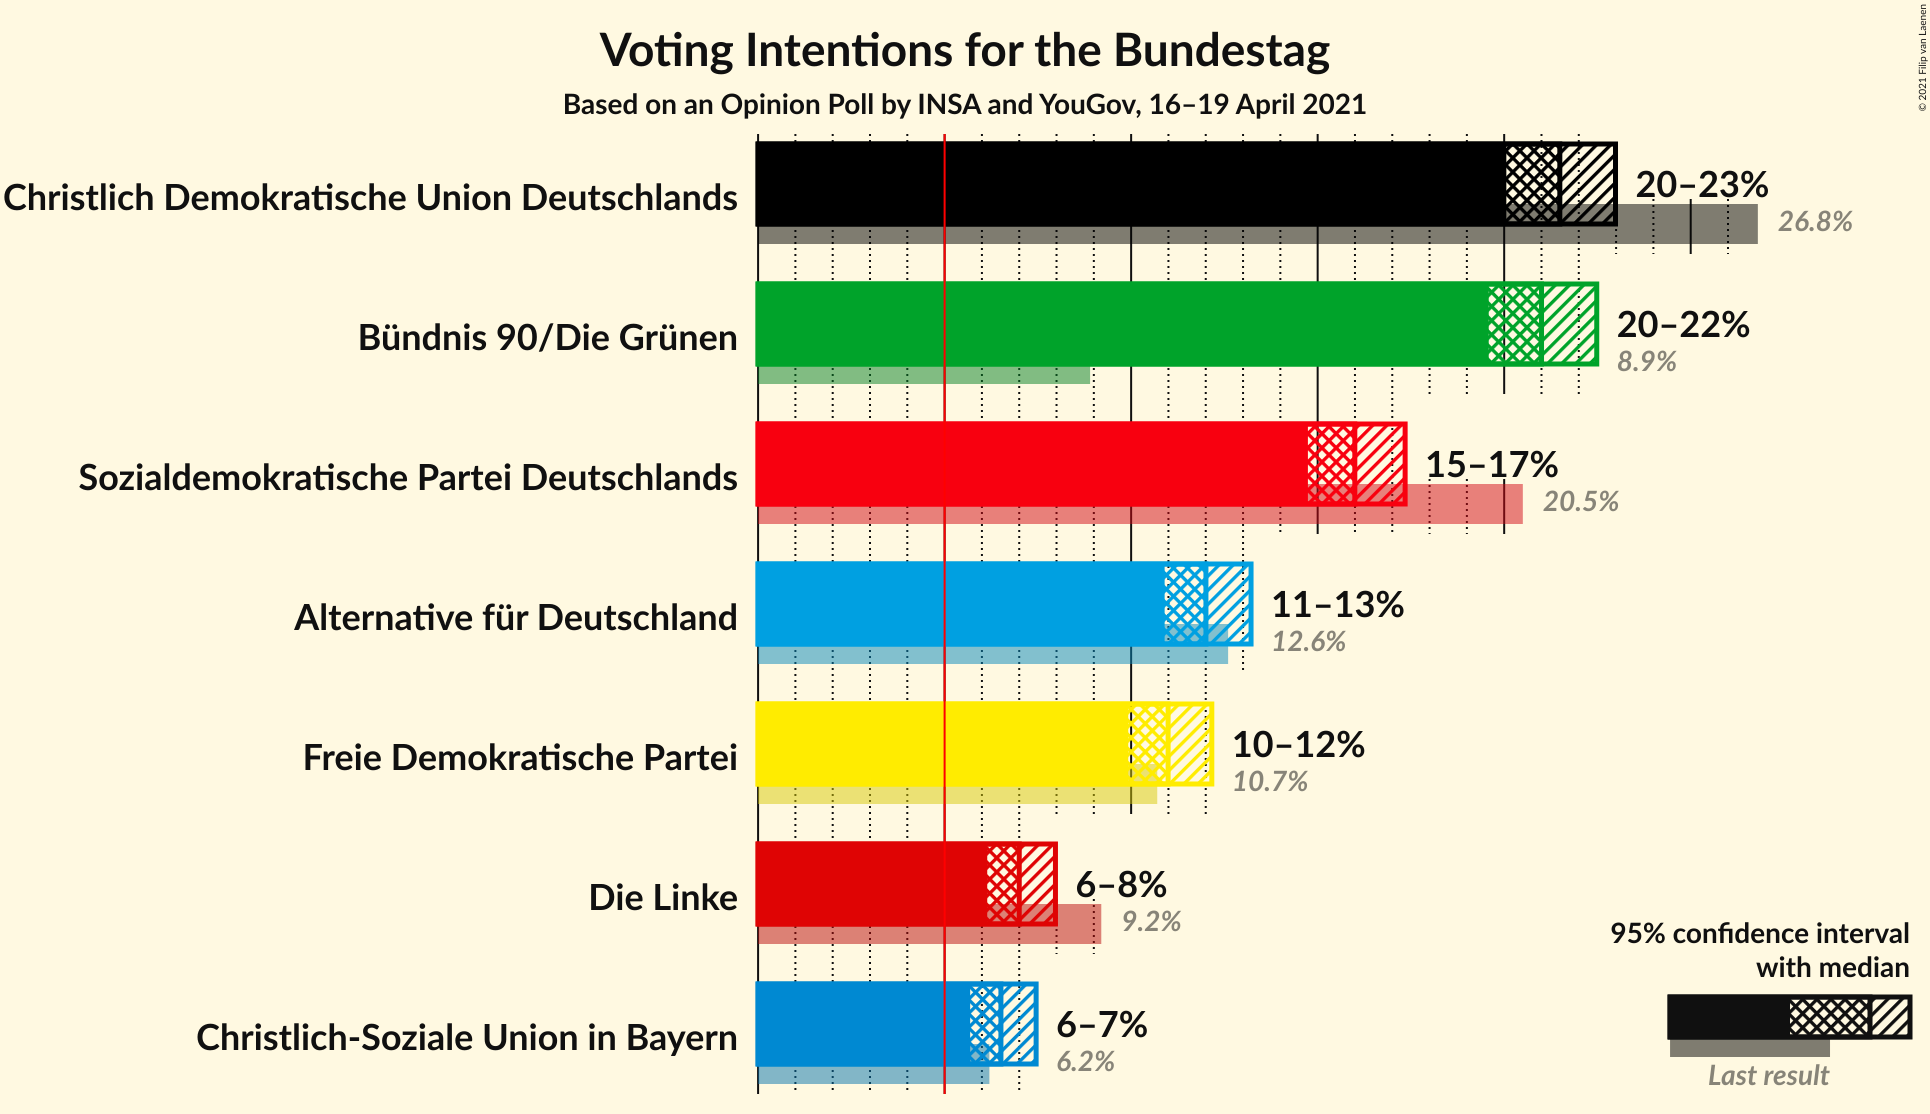 Voting Intentions for the Bundestag
Based on an Opinion Poll by INSA and YouGov, 16–19 April 2021
© 2021 Filip van Laenen
Christlich Demokratische Union Deutschlands
20–23%
26.8%
Bündnis 90/Die Grünen
20–22%
8.9%
Sozialdemokratische Partei Deutschlands
15–17%
20.5%
Alternative für Deutschland
11–13%
12.6%
Freie Demokratische Partei
10–12%
10.7%
Die Linke
6–8%
9.2%
Christlich-Soziale Union in Bayern
6–7%
6.2%
95% confidence interval
with median
Last result